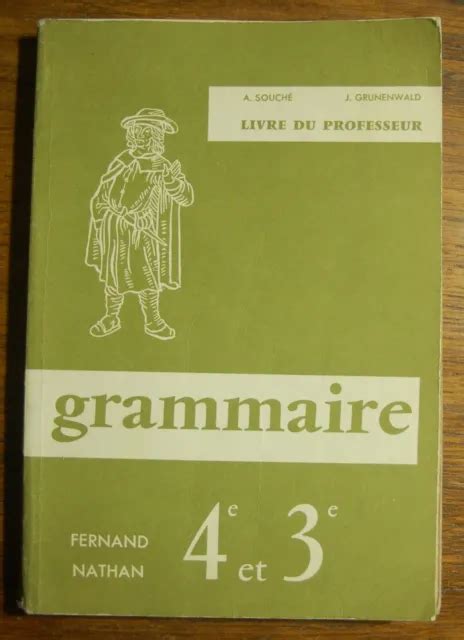 A. SOUCHÉ J. GRUNENWALD
LIVRE DU PROFESSEUR
grammaire
FERNAND
NATHAN
4e et 3e